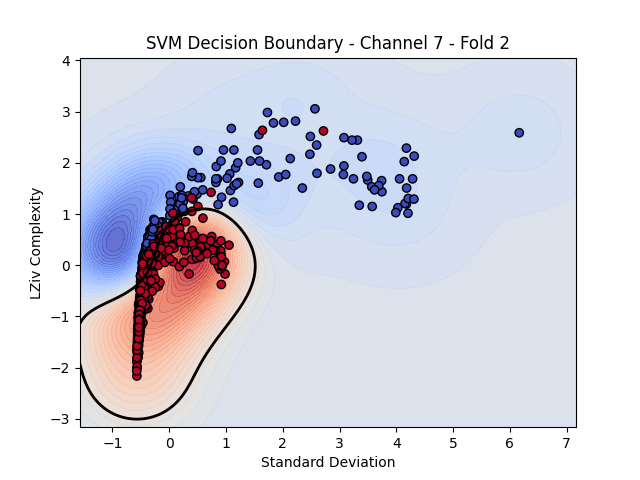 SVM Decision Boundary - Channel 7 - Fold 2
4
3
2
1
0
−1
−2
−3
LZiv Complexity
−1 0 1 2 3 4 5 6 7
Standard Deviation